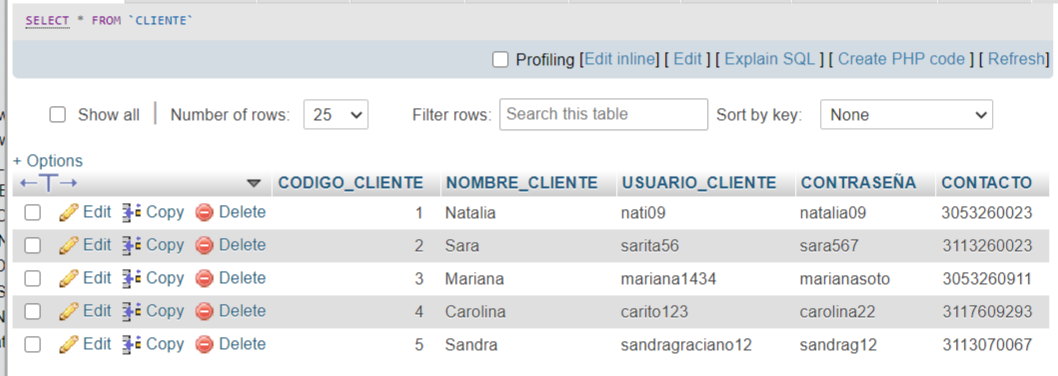 SELECT * FROM `CLIENTE`
Profiling [Edit inline] [ Edit ] [ Explain SQL ] [ Create PHP code ] [ Refresh]
Show all | Number of rows: 25 Filter rows: Search this table Sort by key: None
+ Options
←T→ CODIGO_CLIENTE NOMBRE_CLIENTE USUARIO_CLIENTE CONTRASEÑA CONTACTO
Edit Copy Delete 1 Natalia nati09 natalia09 3053260023
Edit Copy Delete 2 Sara sarita56 sara567 3113260023
Edit Copy Delete 3 Mariana mariana1434 marianasoto 3053260911
Edit Copy Delete 4 Carolina carito123 carolina22 3117609293
Edit Copy Delete 5 Sandra sandragraciano12 sandrag12 3113070067